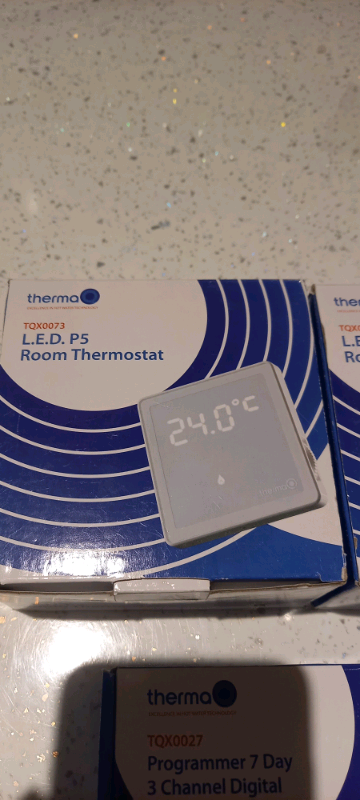 therma
TQX0073
L.E.D. P5
Room Thermostat
24.0°C
therma
TQX0027
Programmer 7 Day
3 Channel Digital